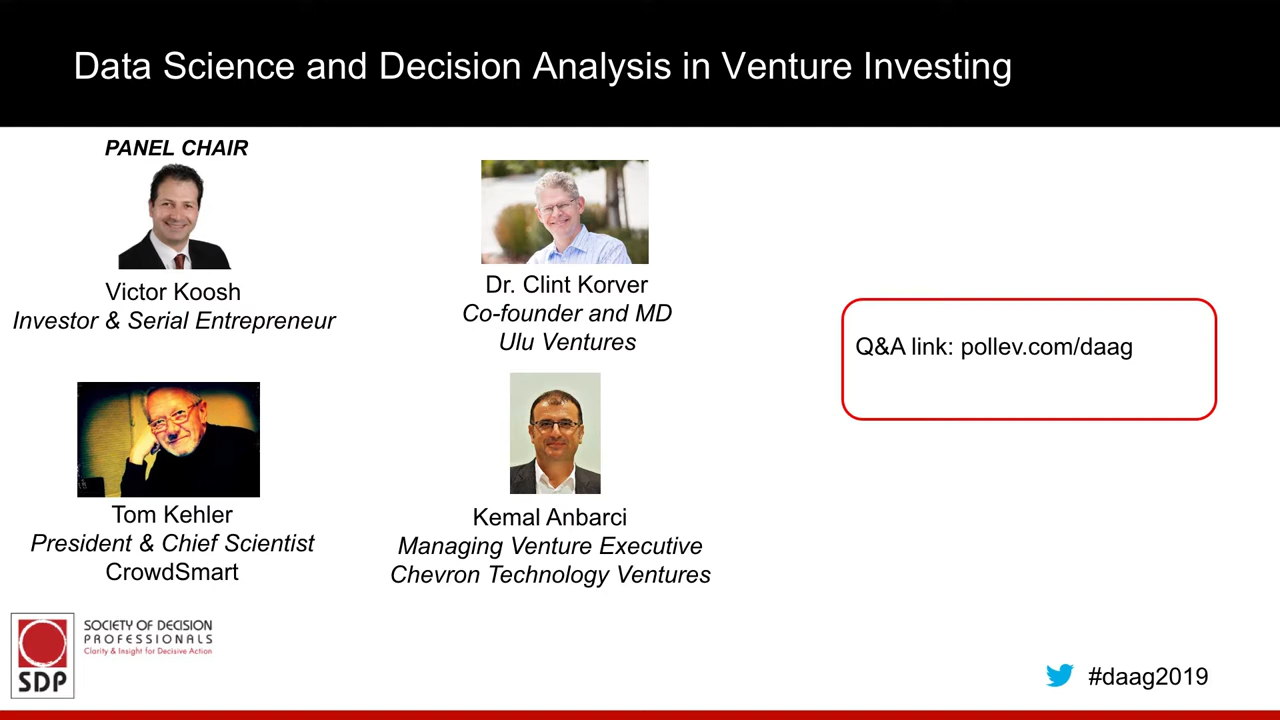 Data Science and Decision Analysis in Venture Investing
PANEL CHAIR
Victor Koosh
Investor & Serial Entrepreneur
Dr. Clint Korver
Co-founder and MD
Ulu Ventures
Tom Kehler
President & Chief Scientist
CrowdSmart
Kemal Anbarci
Managing Venture Executive
Chevron Technology Ventures
Q&A link: pollev.com/daag
SDP
SOCIETY OF DECISION
PROFESSIONALS
Clarity & Insight for Decisive Action
#daag2019